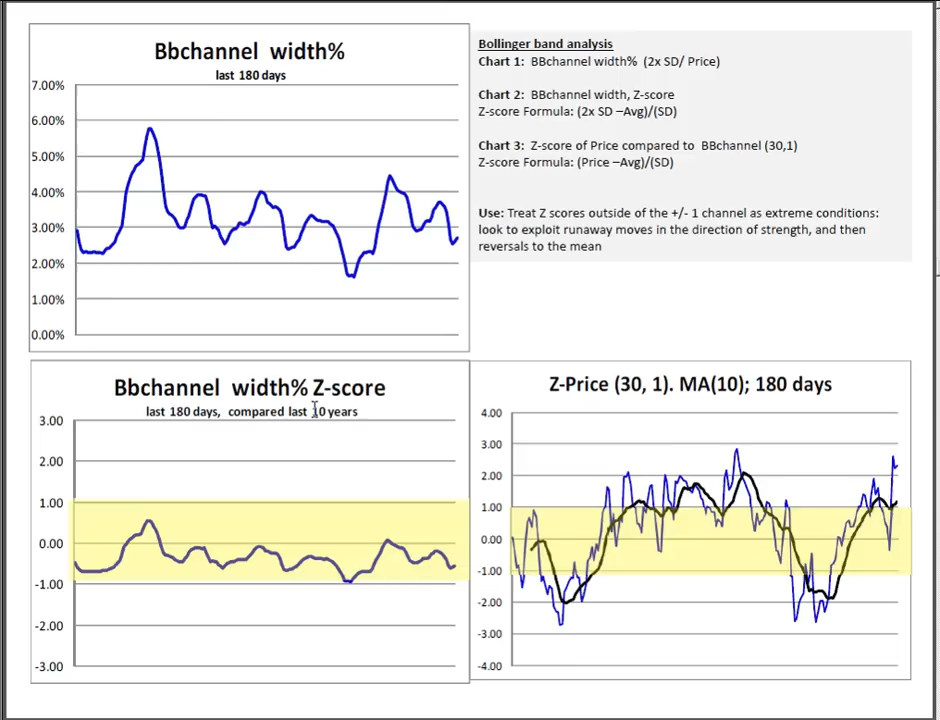 Bbchannel width%
last 180 days
7.00%
6.00%
5.00%
4.00%
3.00%
2.00%
1.00%
0.00%
Bollinger band analysis
Chart 1: BBchannel width% (2x SD/ Price)
Chart 2: BBchannel width, Z-score
Z-score Formula: (2x SD –Avg)/(SD)
Chart 3: Z-score of Price compared to BBchannel (30,1)
Z-score Formula: (Price –Avg)/(SD)
Use: Treat Z scores outside of the +/- 1 channel as extreme conditions:
look to exploit runaway moves in the direction of strength, and then
reversals to the mean
Bbchannel width% Z-score
last 180 days, compared last 10 years
3.00
2.00
1.00
0.00
-1.00
-2.00
-3.00
Z-Price (30, 1). MA(10); 180 days
4.00
3.00
2.00
1.00
0.00
-1.00
-2.00
-3.00
-4.00